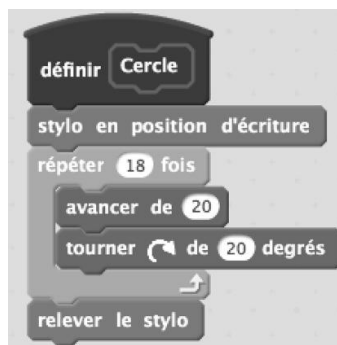 définir Cercle
stylo en position d'écriture
répéter 18 fois
avancer de 20
tourner de 20 degrés
relever le stylo